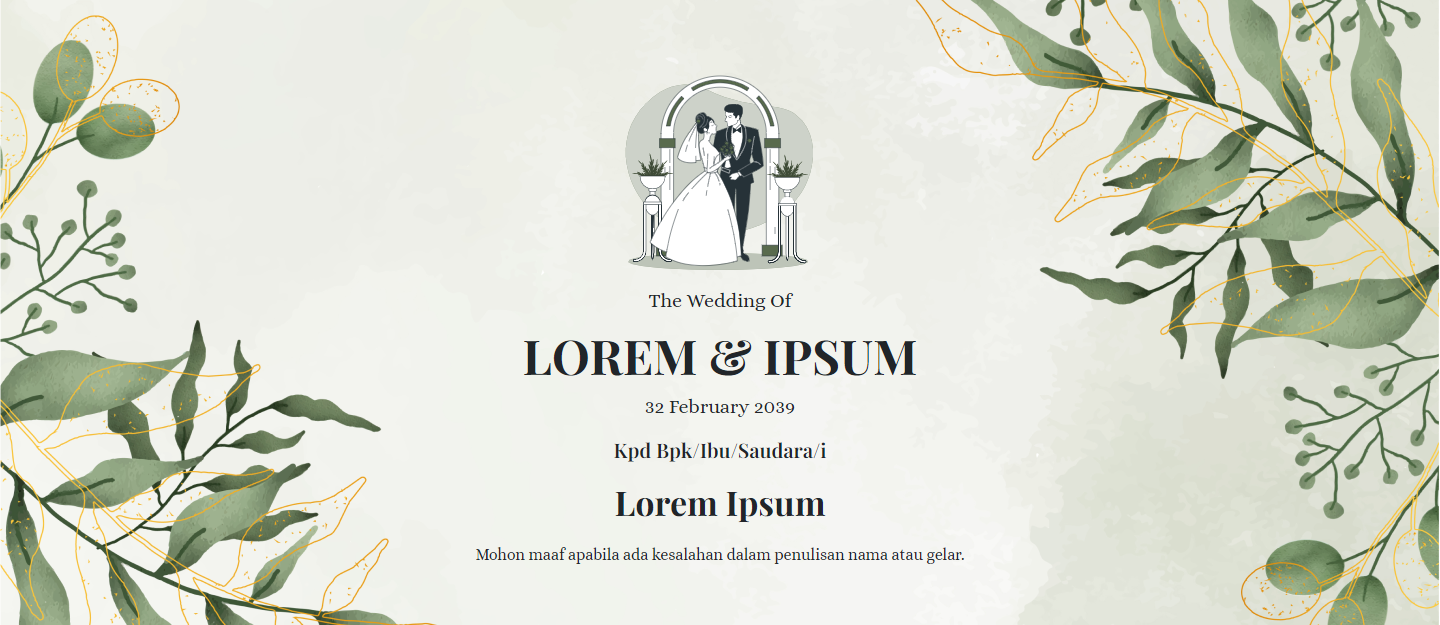 The Wedding Of
LOREM & IPSUM
32 February 2039
Kpd Bpk/Ibu/Saudara/i
Lorem Ipsum
Mohon maaf apabila ada kesalahan dalam penulisan nama atau gelar.